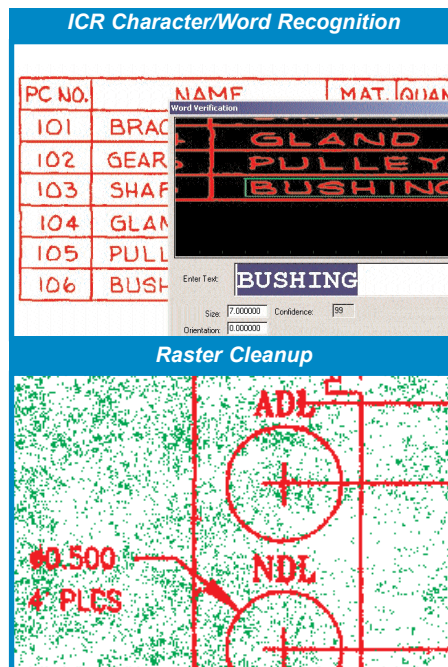 ICR Character/Word Recognition
PC NO. NAME MAT. QUAN
101 BRAC
102 GEAR
103 SHAF
104 GLAN
105 PULL
106 BUSH
Word Verification
GLAND
PULLEY
BUSHING
Enter Text: BUSHING
Size: 7.000000 Confidence: 99
Orientation: 0.000000
Raster Cleanup
ADL
Ø0.500
4 PLCS
NDL